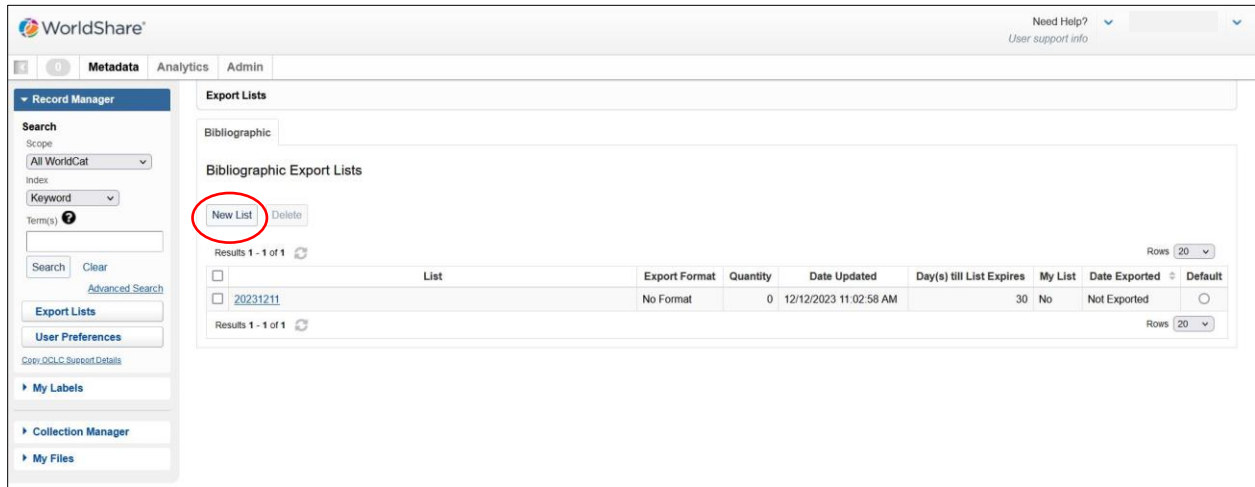 WorldShare®
Need Help?
User support info
0 Metadata Analytics Admin
Record Manager
Search
Scope
All WorldCat
Index
Keyword
Term(s) ?
Search Clear
Advanced Search
Export Lists
User Preferences
Copy OCLC Support Details
My Labels
Collection Manager
My Files
Export Lists
Bibliographic
Bibliographic Export Lists
New List Delete
Results 1 - 1 of 1 Rows 20
List Export Format Quantity Date Updated Day(s) till List Expires My List Date Exported Default
20231211 No Format 0 12/12/2023 11:02:58 AM 30 No Not Exported
Results 1 - 1 of 1 Rows 20